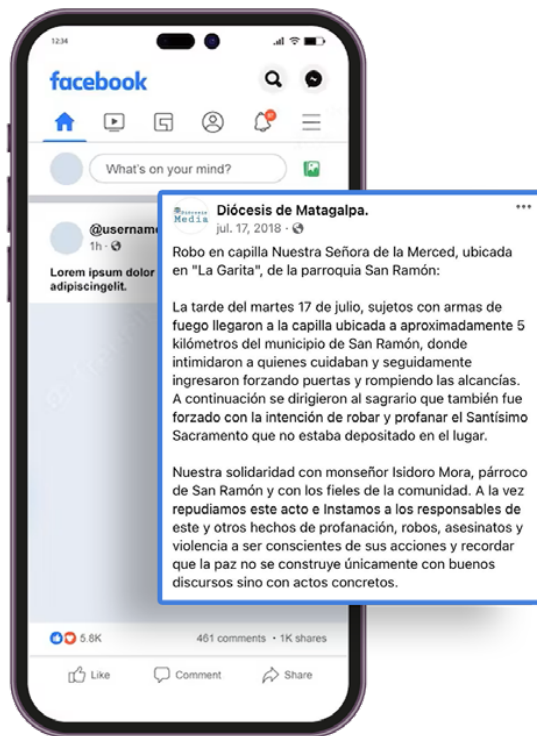 12:34
facebook
What's on your mind?
@username
1h ·
Lorem ipsum dolor
adipiscingelit.
Media
Diócesis de Matagalpa.
jul. 17, 2018 ·
Robo en capilla Nuestra Señora de la Merced, ubicada
en "La Garita", de la parroquia San Ramón:
La tarde del martes 17 de julio, sujetos con armas de
fuego llegaron a la capilla ubicada a aproximadamente 5
kilómetros del municipio de San Ramón, donde
intimidaron a quienes cuidaban y seguidamente
ingresaron forzando puertas y rompiendo las alcancías.
A continuación se dirigieron al sagrario que también fue
forzado con la intención de robar y profanar el Santísimo
Sacramento que no estaba depositado en el lugar.
Nuestra solidaridad con monseñor Isidoro Mora, párroco
de San Ramón y con los fieles de la comunidad. A la vez
repudiamos este acto e Instamos a los responsables de
este y otros hechos de profanación, robos, asesinatos y
violencia a ser conscientes de sus acciones y recordar
que la paz no se construye únicamente con buenos
discursos sino con actos concretos.
5.8K
461 comments • 1K shares
Like
Comment
Share